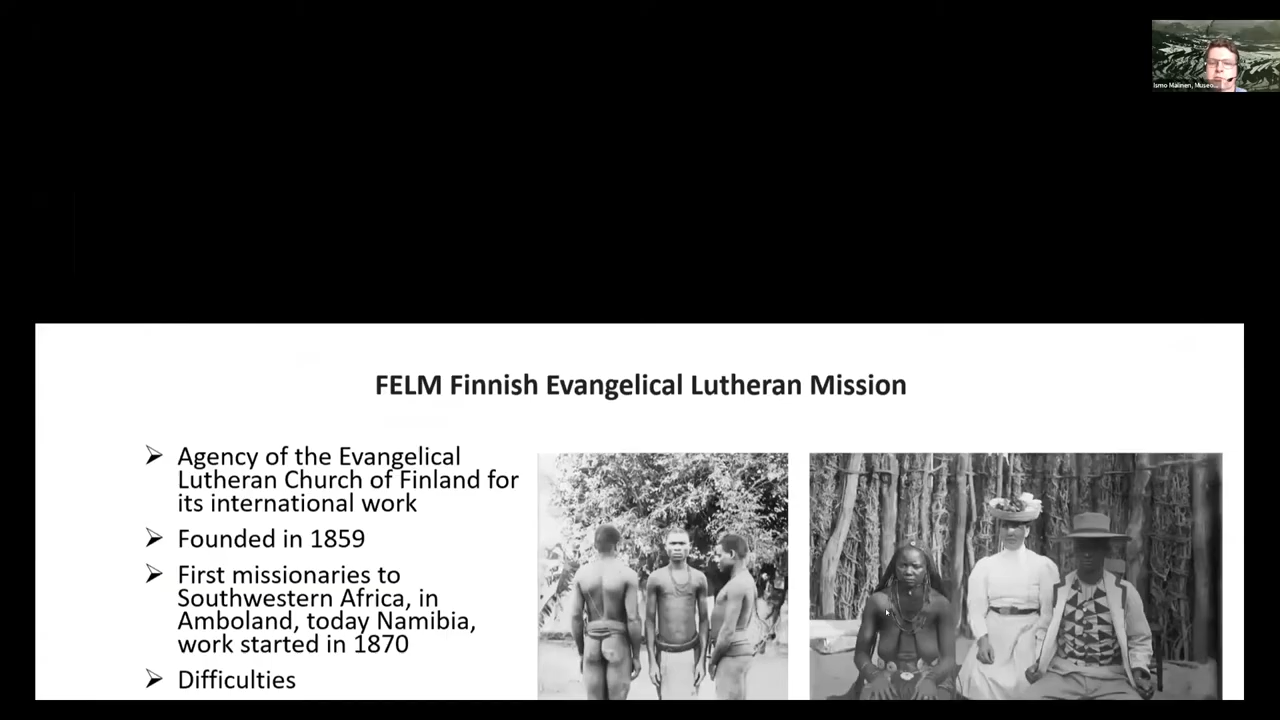 Ismo Malinen, Museo...
FELM Finnish Evangelical Lutheran Mission
Agency of the Evangelical
Lutheran Church of Finland for
its international work
Founded in 1859
First missionaries to
Southwestern Africa, in
Amboland, today Namibia,
work started in 1870
Difficulties